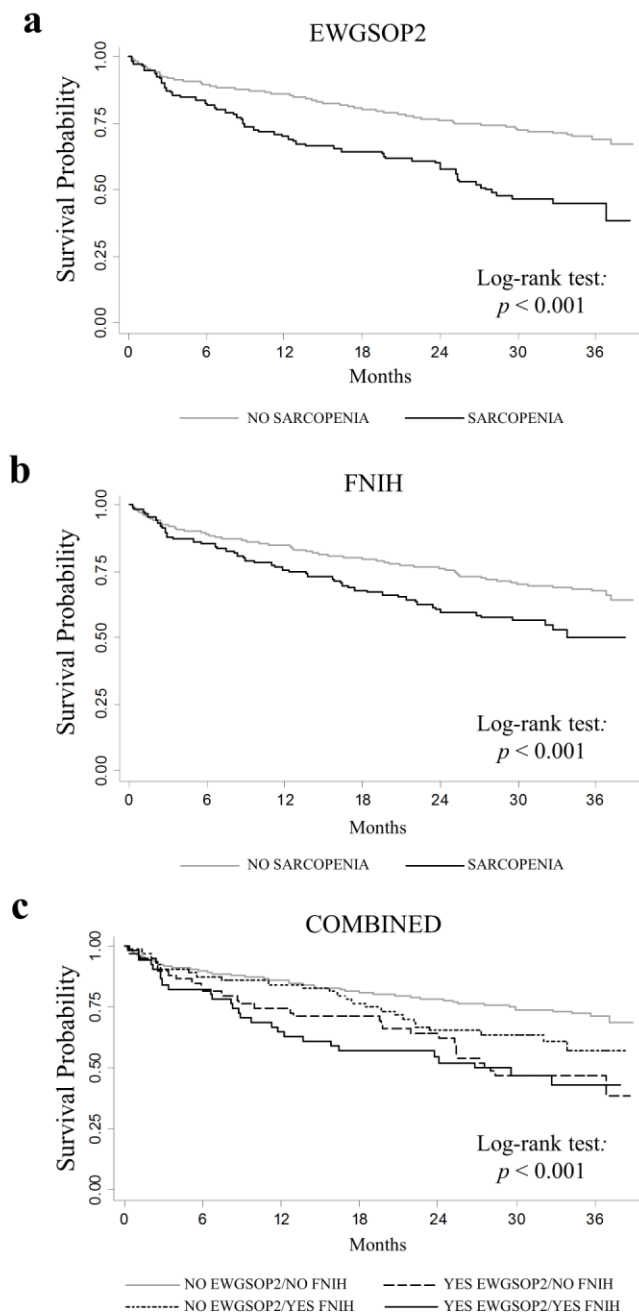 a
EWGSOP2
Survival Probability
1.00
0.75
0.50
0.25
0.00
Log-rank test:
p < 0.001
0 6 12 18 24 30 36
Months
NO SARCOPENIA SARCOPENIA
b
FNIH
Survival Probability
1.00
0.75
0.50
0.25
0.00
Log-rank test:
p < 0.001
0 6 12 18 24 30 36
Months
NO SARCOPENIA SARCOPENIA
c
COMBINED
Survival Probability
1.00
0.75
0.50
0.25
0.00
Log-rank test:
p < 0.001
0 6 12 18 24 30 36
Months
NO EWGSOP2/NO FNIH YES EWGSOP2/NO FNIH
NO EWGSOP2/YES FNIH YES EWGSOP2/YES FNIH